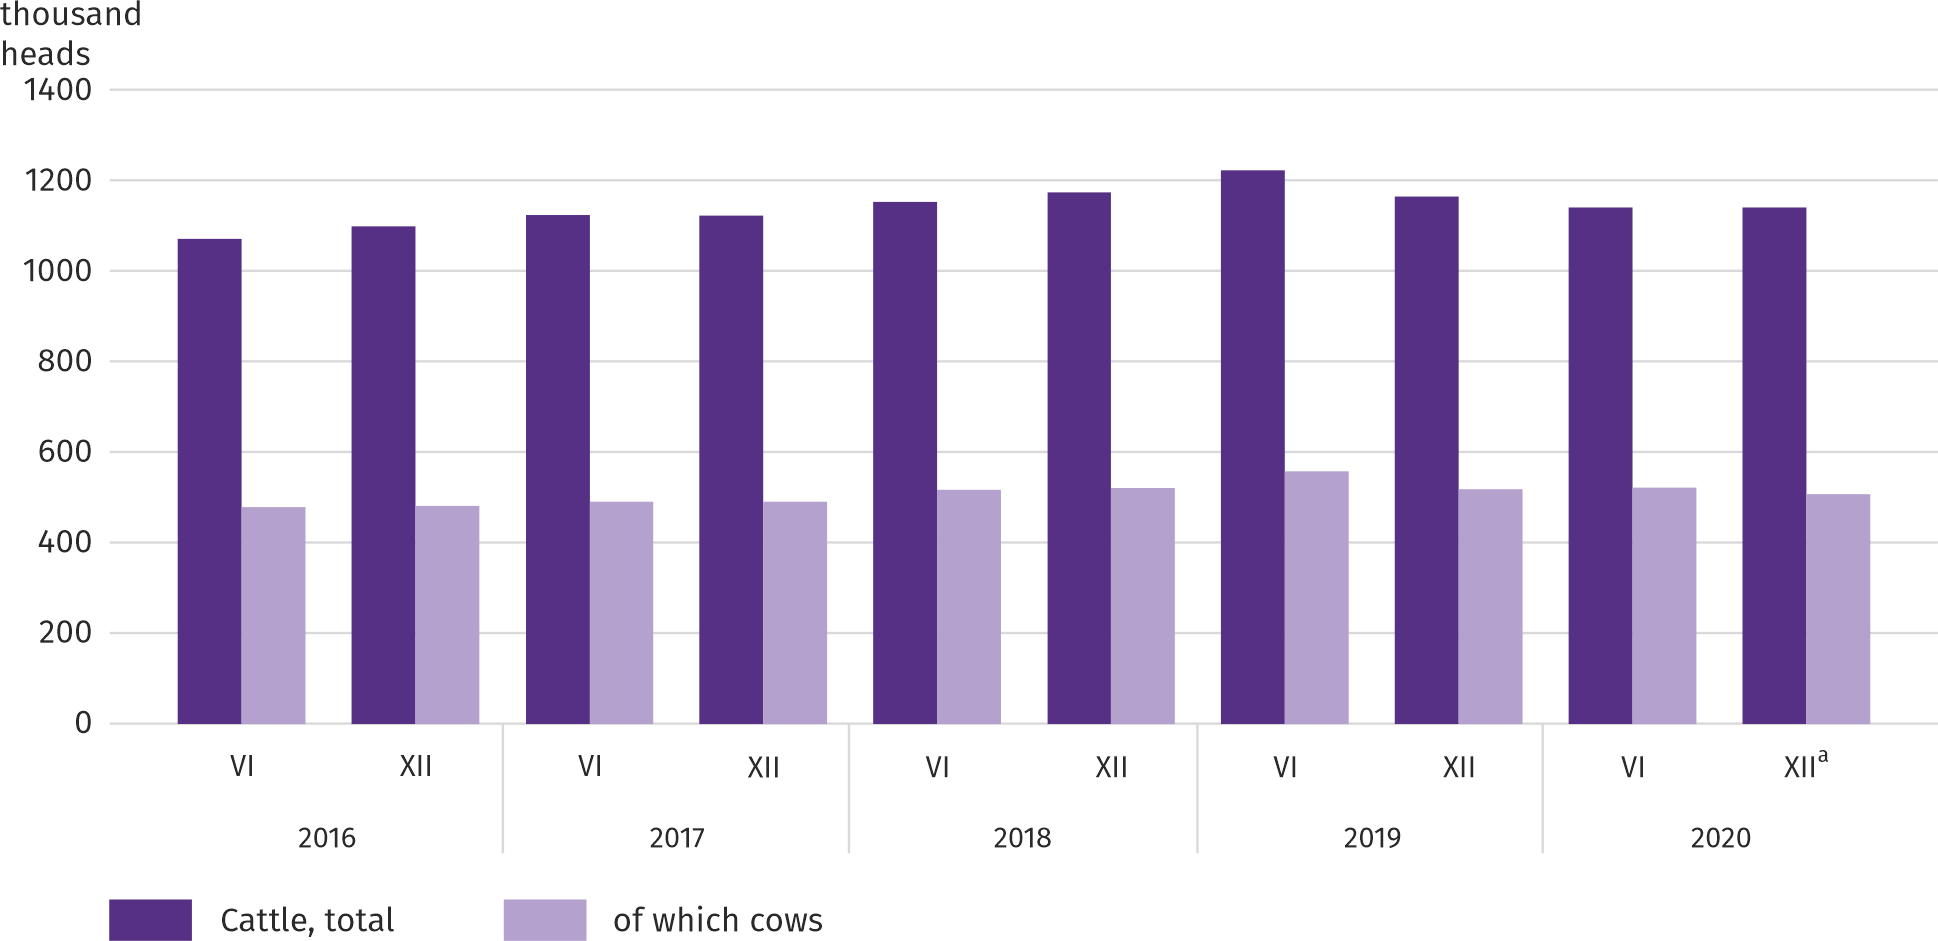 thousand
heads
1400
1200
1000
800
600
400
200
0
VI XII VI XII VI XII VI XII VI XIIᵃ
2016 2017 2018 2019 2020
Cattle, total of which cows